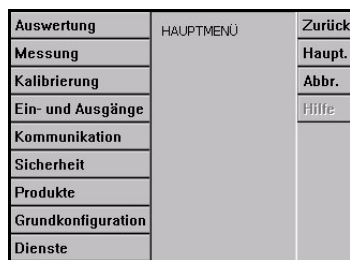 Auswertung
Messung
Kalibrierung
Ein- und Ausgänge
Kommunikation
Sicherheit
Produkte
Grundkonfiguration
Dienste
HAUPTMENÜ
Zurück
Haupt.
Abbr.
Hilfe